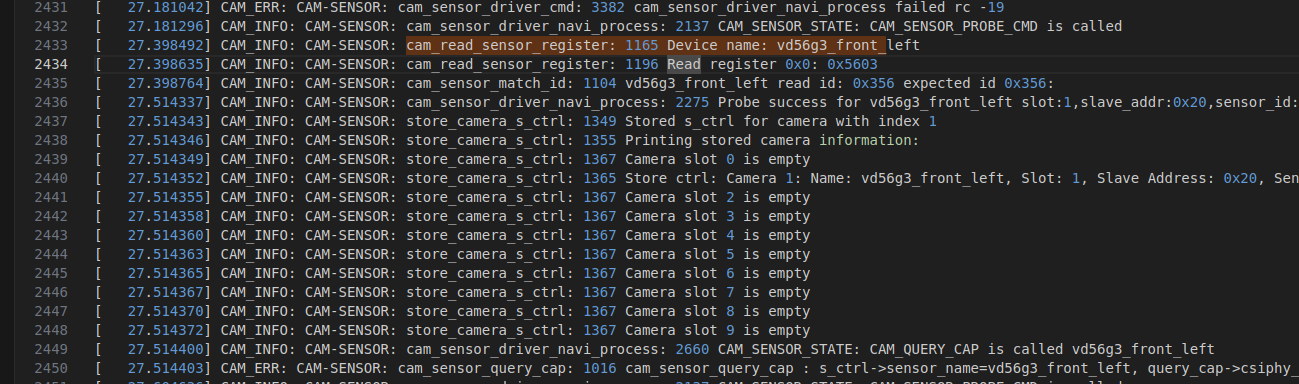 2431 [ 27.181042] CAM_ERR: CAM-SENSOR: cam_sensor_driver_cmd: 3382 cam_sensor_driver_navi_process failed rc -19
2432 [ 27.181296] CAM_INFO: CAM-SENSOR: cam_sensor_driver_navi_process: 2137 CAM_SENSOR_STATE: CAM_SENSOR_PROBE_CMD is called
2433 [ 27.398492] CAM_INFO: CAM-SENSOR: cam_read_sensor_register: 1165 Device name: vd56g3_front_left
2434 [ 27.398635] CAM_INFO: CAM-SENSOR: cam_read_sensor_register: 1196 Read register 0x0: 0x5603
2435 [ 27.398764] CAM_INFO: CAM-SENSOR: cam_sensor_match_id: 1104 vd56g3_front_left read id: 0x356 expected id 0x356:
2436 [ 27.514337] CAM_INFO: CAM-SENSOR: cam_sensor_driver_navi_process: 2275 Probe success for vd56g3_front_left slot:1,slave_addr:0x20,sensor_id:
2437 [ 27.514343] CAM_INFO: CAM-SENSOR: store_camera_s_ctrl: 1349 Stored s_ctrl for camera with index 1
2438 [ 27.514346] CAM_INFO: CAM-SENSOR: store_camera_s_ctrl: 1355 Printing stored camera information:
2439 [ 27.514349] CAM_INFO: CAM-SENSOR: store_camera_s_ctrl: 1367 Camera slot 0 is empty
2440 [ 27.514352] CAM_INFO: CAM-SENSOR: store_camera_s_ctrl: 1365 Store ctrl: Camera 1: Name: vd56g3_front_left, Slot: 1, Slave Address: 0x20, Sen
2441 [ 27.514355] CAM_INFO: CAM-SENSOR: store_camera_s_ctrl: 1367 Camera slot 2 is empty
2442 [ 27.514358] CAM_INFO: CAM-SENSOR: store_camera_s_ctrl: 1367 Camera slot 3 is empty
2443 [ 27.514360] CAM_INFO: CAM-SENSOR: store_camera_s_ctrl: 1367 Camera slot 4 is empty
2444 [ 27.514363] CAM_INFO: CAM-SENSOR: store_camera_s_ctrl: 1367 Camera slot 5 is empty
2445 [ 27.514365] CAM_INFO: CAM-SENSOR: store_camera_s_ctrl: 1367 Camera slot 6 is empty
2446 [ 27.514367] CAM_INFO: CAM-SENSOR: store_camera_s_ctrl: 1367 Camera slot 7 is empty
2447 [ 27.514370] CAM_INFO: CAM-SENSOR: store_camera_s_ctrl: 1367 Camera slot 8 is empty
2448 [ 27.514372] CAM_INFO: CAM-SENSOR: store_camera_s_ctrl: 1367 Camera slot 9 is empty
2449 [ 27.514400] CAM_INFO: CAM-SENSOR: cam_sensor_driver_navi_process: 2660 CAM_SENSOR_STATE: CAM_QUERY_CAP is called vd56g3_front_left
2450 [ 27.514403] CAM_ERR: CAM-SENSOR: cam_sensor_query_cap: 1016 cam_sensor_query_cap : s_ctrl->sensor_name=vd56g3_front_left, query_cap->csiphy_